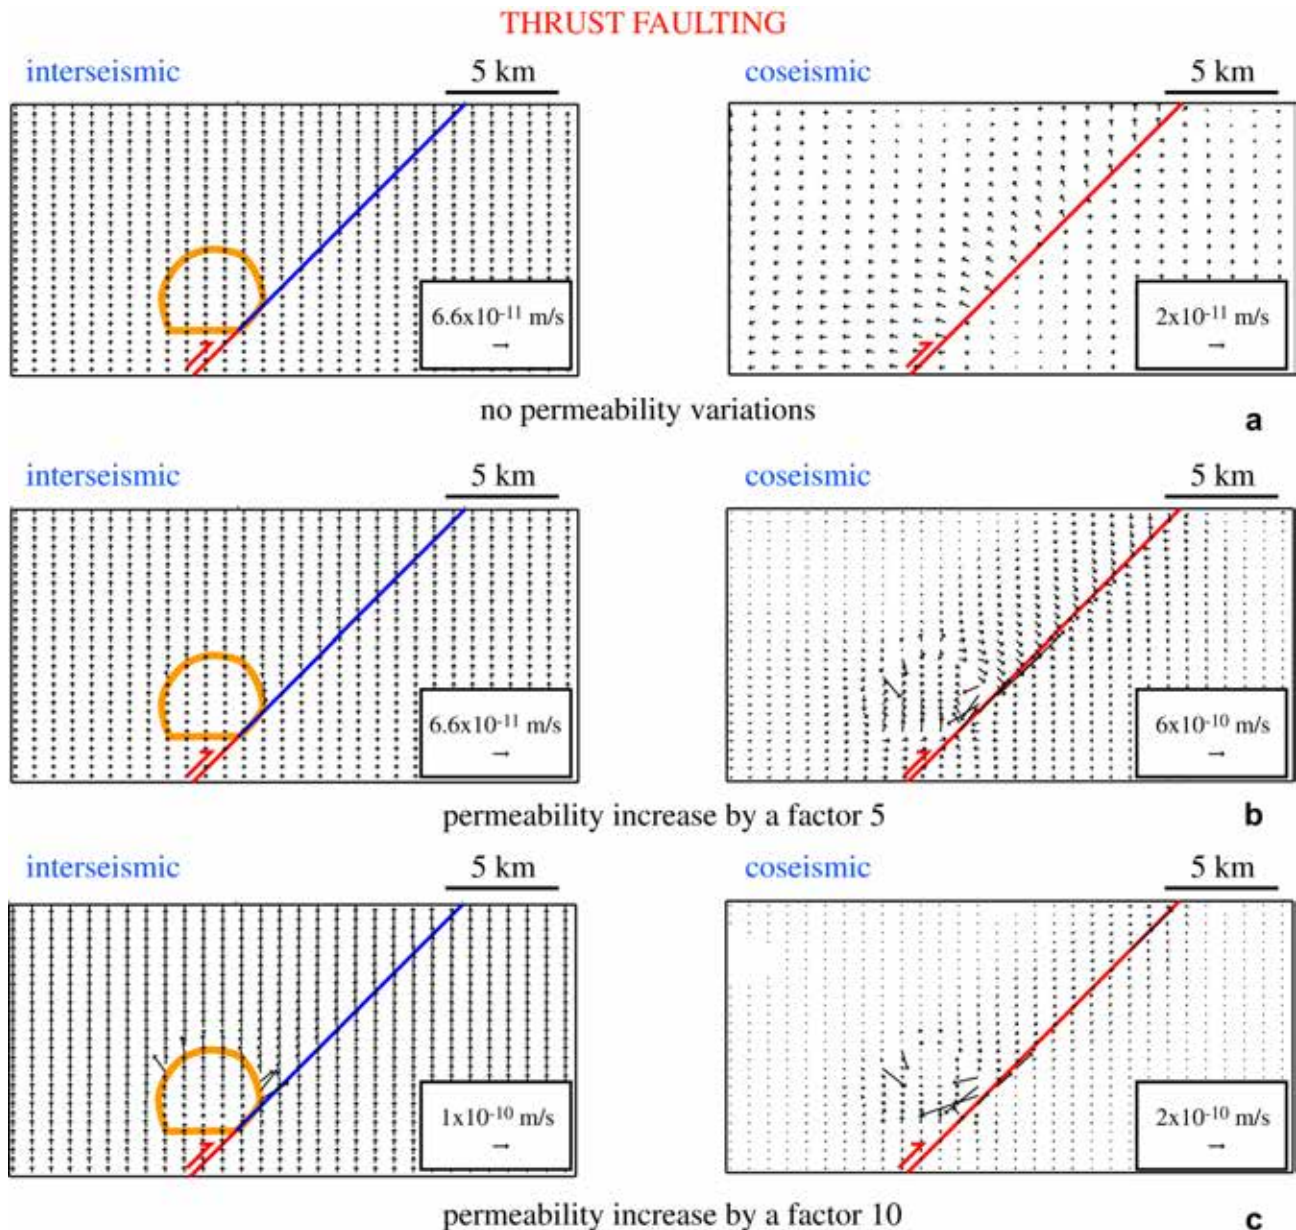 THRUST FAULTING
interseismic 5 km coseismic 5 km
6.6x10-11 m/s 2x10-11 m/s
no permeability variations a
interseismic 5 km coseismic 5 km
6.6x10-11 m/s 6x10-10 m/s
permeability increase by a factor 5 b
interseismic 5 km coseismic 5 km
1x10-10 m/s 2x10-10 m/s
permeability increase by a factor 10 c